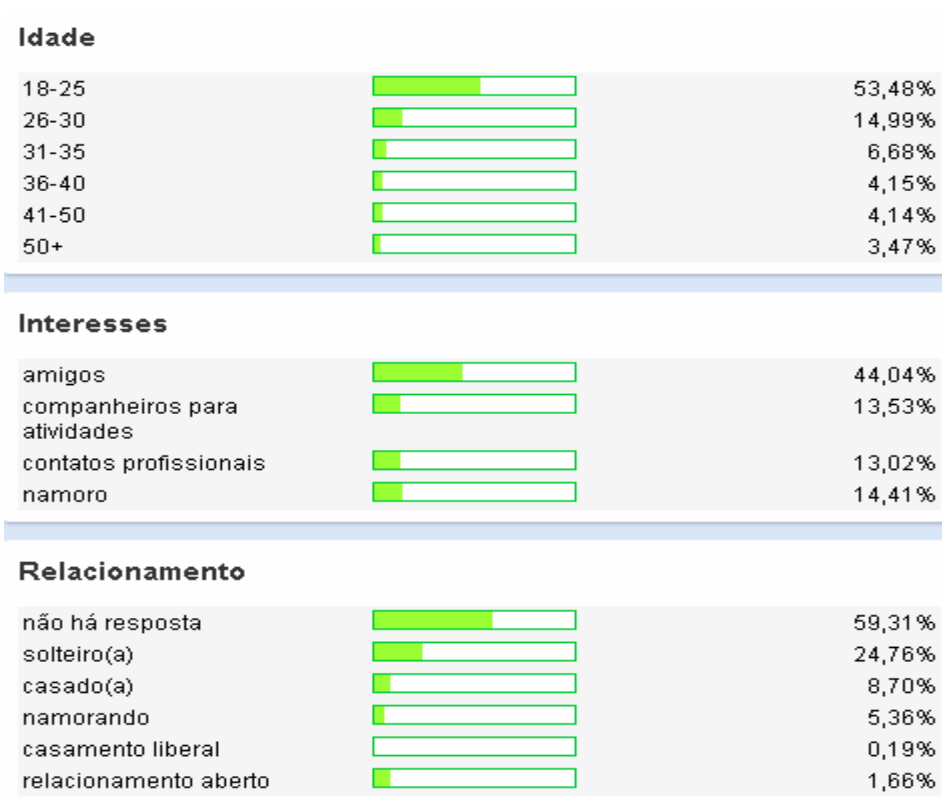 Idade
18-25 53,48%
26-30 14,99%
31-35 6,68%
36-40 4,15%
41-50 4,14%
50+ 3,47%
Interesses
amigos 44,04%
companheiros para 13,53%
atividades
contatos profissionais 13,02%
namoro 14,41%
Relacionamento
não há resposta 59,31%
solteiro(a) 24,76%
casado(a) 8,70%
namorando 5,36%
casamento liberal 0,19%
relacionamento aberto 1,66%